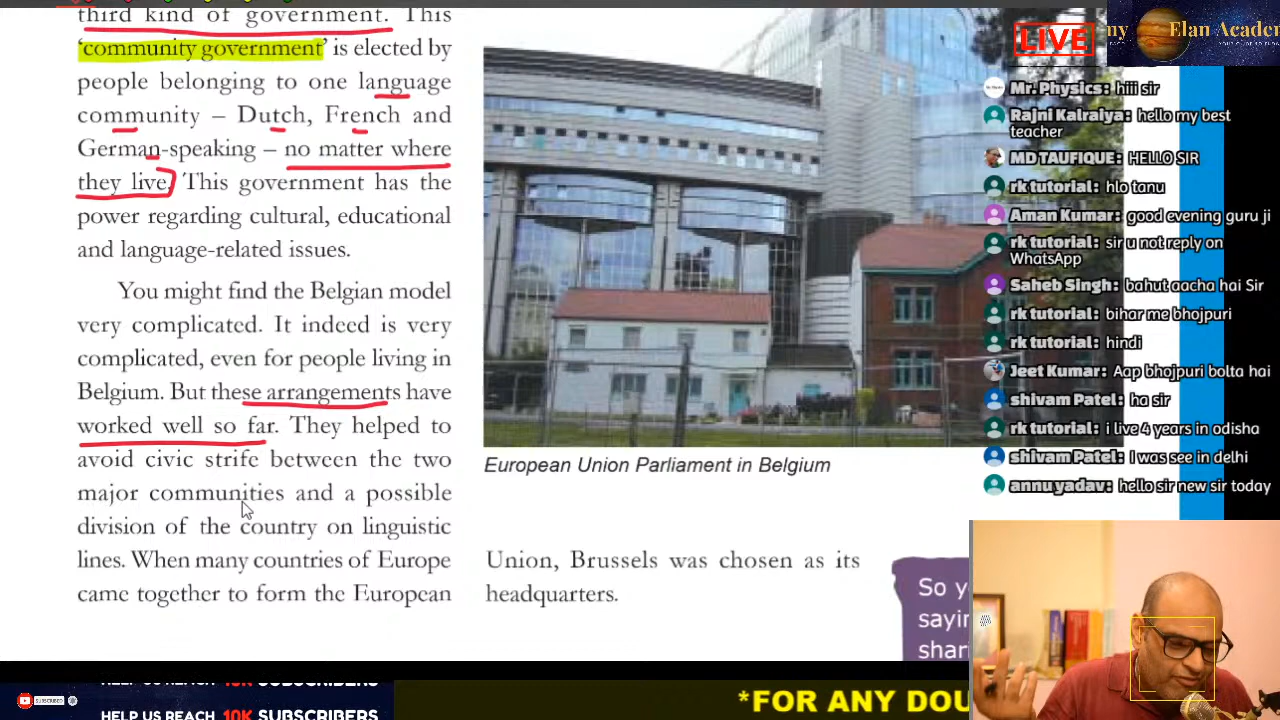 third kind of government. This
'community government' is elected by
people belonging to one language
community – Dutch, French and
German-speaking – no matter where
they live. This government has the
power regarding cultural, educational
and language-related issues.
You might find the Belgian model
very complicated. It indeed is very
complicated, even for people living in
Belgium. But these arrangements have
worked well so far. They helped to
avoid civic strife between the two
major communities and a possible
division of the country on linguistic
lines. When many countries of Europe
came together to form the European
European Union Parliament in Belgium
Union, Brussels was chosen as its
headquarters.
So y
sayin
shari
LIVE
my
Elan Academ
Mr. Physics: hiii sir
Rajni Kalraiya: hello my best
teacher
MD TAUFIQUE: HELLO SIR
rk tutorial: hlo tanu
Aman Kumar: good evening guru ji
rk tutorial: sir u not reply on
WhatsApp
Saheb Singh: bahut aacha hai Sir
rk tutorial: bihar me bhojpuri
rk tutorial: hindi
Jeet Kumar: Aap bhojpuri bolta hai
shivam Patel: ha sir
rk tutorial: i live 4 years in odisha
shivam Patel: I was see in delhi
annu yadav: hello sir new sir today
SUBSCRIBED
HELP US REACH 10K SUBSCRIBERS
HELP US REACH 10K SUBSCRIBERS
*FOR ANY DOU